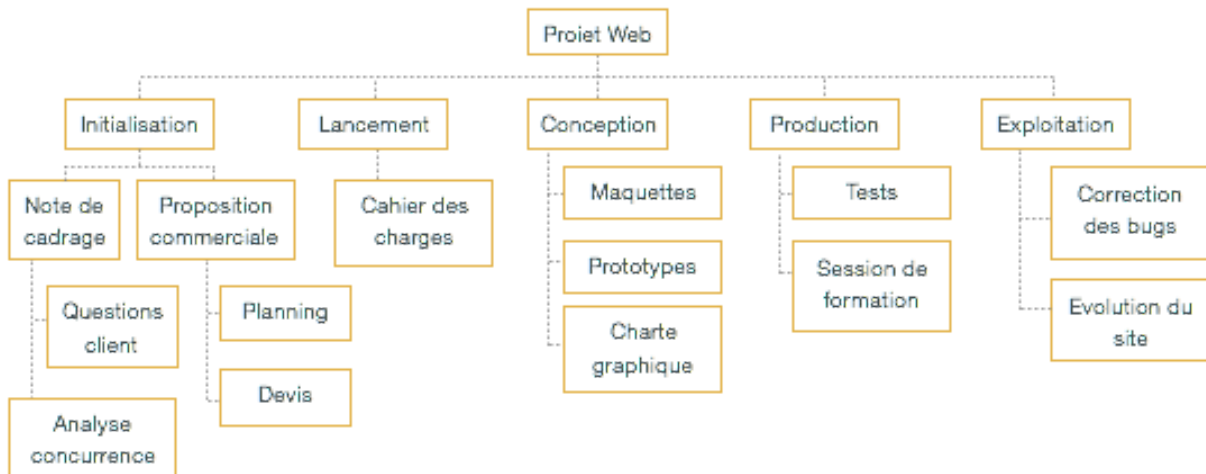 Projet Web
Initialisation
Lancement
Conception
Production
Exploitation
Note de
cadrage
Proposition
commerciale
Cahier des
charges
Maquettes
Tests
Correction
des bugs
Prototypes
Session de
formation
Questions
client
Planning
Charte
graphique
Evolution du
site
Devis
Analyse
concurrence